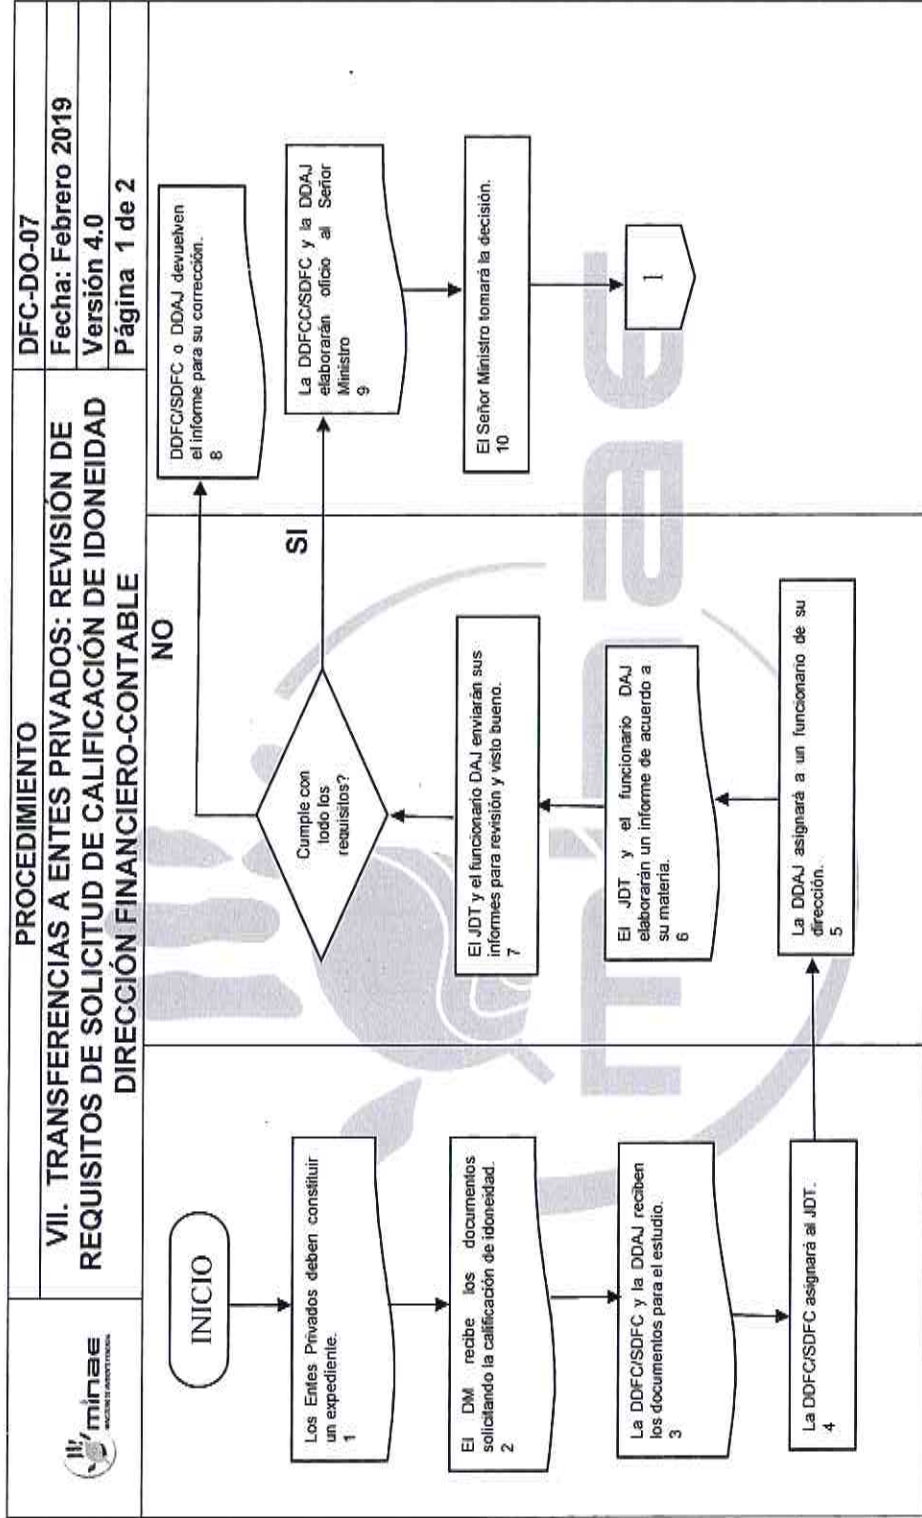 minae
PROCEDIMIENTO
VII. TRANSFERENCIAS A ENTES PRIVADOS: REVISIÓN DE
REQUISITOS DE SOLICITUD DE CALIFICACIÓN DE IDONEIDAD
DIRECCIÓN FINANCIERO-CONTABLE
DFC-DO-07
Fecha: Febrero 2019
Versión 4.0
Página 1 de 2
INICIO
Los Entes Privados deben constituir
un expediente.
1
El DM recibe los documentos
solicitando la calificación de idoneidad.
2
La DDFC/SDFC y la DDAJ reciben
los documentos para el estudio.
3
La DDFC/SDFC asignará al JDT.
4
La DDAJ asignará a un funcionario de su
dirección.
5
El JDT y el funcionario DAJ
elaborarán un informe de acuerdo a
su materia.
6
El JDT y el funcionario DAJ enviarán sus
informes para revisión y visto bueno.
7
Cumple con
todo los
requisitos?
NO
SI
DDFC/SDFC o DDAJ devuelven
el informe para su corrección.
8
La DDFCC/SDFC y la DDAJ
elaborarán oficio al Señor
Ministro
9
El Señor Ministro tomará la decisión.
10
1
minae